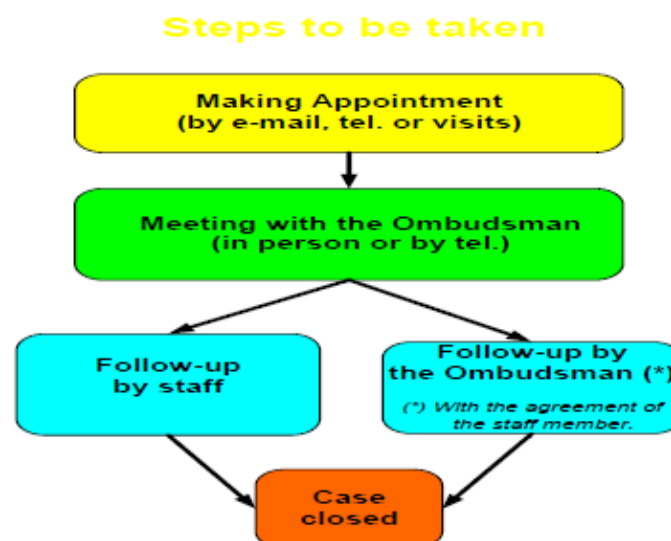 Steps to be taken
Making Appointment
(by e-mail, tel. or visits)
Meeting with the Ombudsman
(in person or by tel.)
Follow-up
by staff
Follow-up by
the Ombudsman (*)
(*) With the agreement of
the staff member.
Case
closed